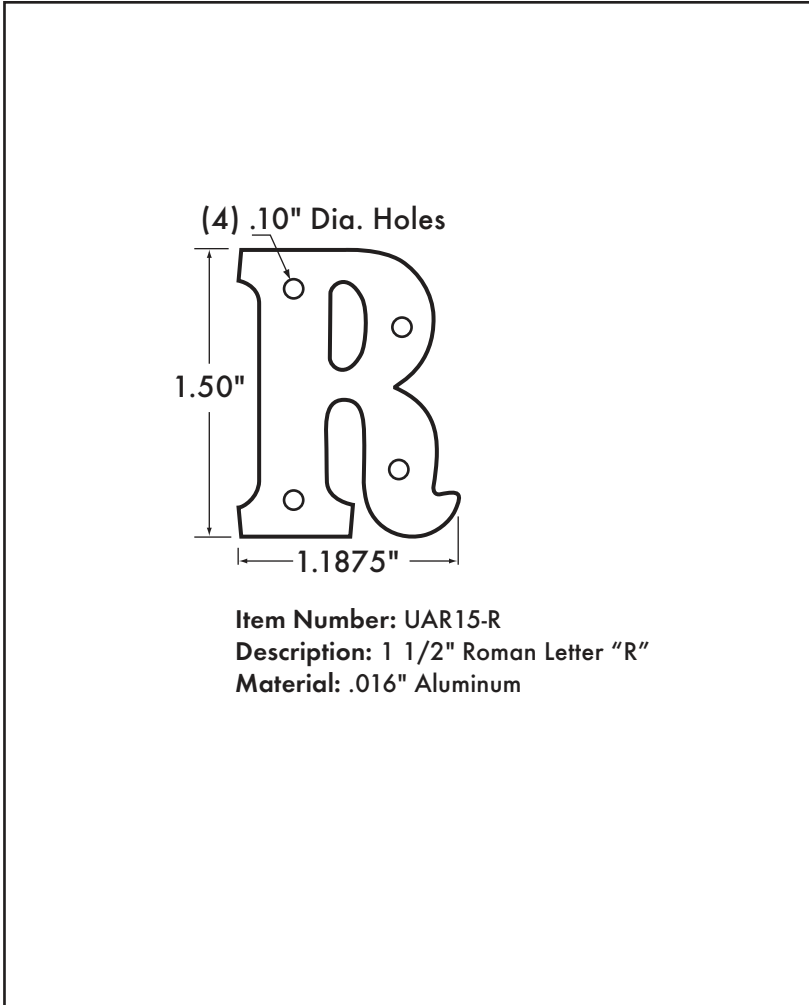 (4) .10" Dia. Holes
1.50"
1.1875"
Item Number: UAR15-R
Description: 1 1/2" Roman Letter “R”
Material: .016" Aluminum